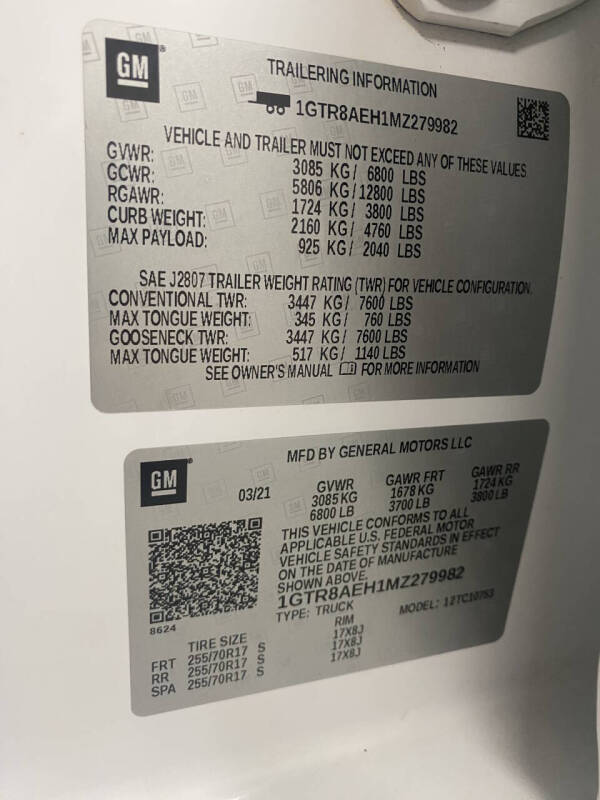 GM
TRAILERING INFORMATION
1GTR8AEH1MZ279982
VEHICLE AND TRAILER MUST NOT EXCEED ANY OF THESE VALUES
GVWR: 3085 KG/ 6800 LBS
GCWR: 5806 KG/ 12800 LBS
RGAWR: 1724 KG/ 3800 LBS
CURB WEIGHT: 2160 KG/ 4760 LBS
MAX PAYLOAD: 925 KG/ 2040 LBS
SAE J2807 TRAILER WEIGHT RATING (TWR) FOR VEHICLE CONFIGURATION.
CONVENTIONAL TWR: 3447 KG/ 7600 LBS
MAX TONGUE WEIGHT: 345 KG/ 760 LBS
GOOSENECK TWR: 3447 KG/ 7600 LBS
MAX TONGUE WEIGHT: 517 KG/ 1140 LBS
SEE OWNER'S MANUAL FOR MORE INFORMATION
GM
MFD BY GENERAL MOTORS LLC
03/21
GVWR GAWR FRT GAWR RR
3085 KG 1678 KG 1724 KG
6800 LB 3700 LB 3800 LB
THIS VEHICLE CONFORMS TO ALL
APPLICABLE U.S. FEDERAL MOTOR
VEHICLE SAFETY STANDARDS IN EFFECT
ON THE DATE OF MANUFACTURE
SHOWN ABOVE.
1GTR8AEH1MZ279982
TYPE: TRUCK MODEL: 12TC10753
8624
TIRE SIZE RIM
FRT 255/70R17 S 17X8J
RR 255/70R17 S 17X8J
SPA 255/70R17 S 17X8J